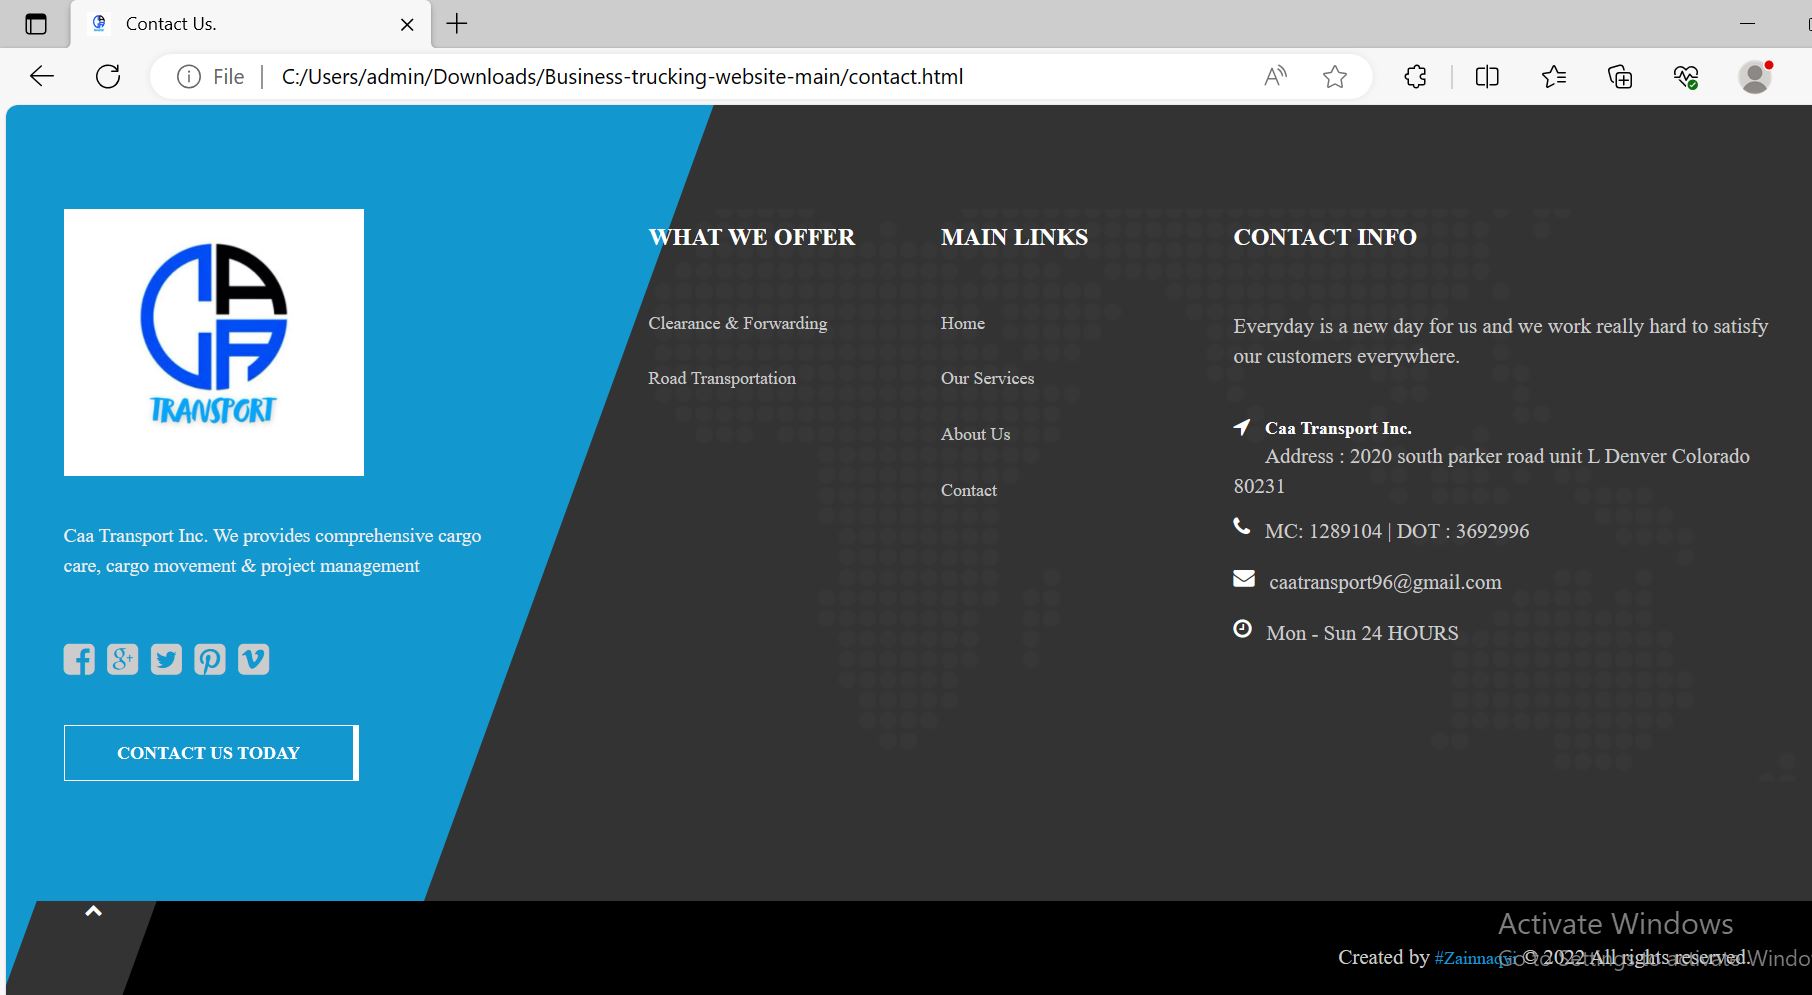 Contact Us.
File
C:/Users/admin/Downloads/Business-trucking-website-main/contact.html
CAA
TRANSPORT
Caa Transport Inc. We provides comprehensive cargo
care, cargo movement & project management
CONTACT US TODAY
WHAT WE OFFER
Clearance & Forwarding
Road Transportation
MAIN LINKS
Home
Our Services
About Us
Contact
CONTACT INFO
Everyday is a new day for us and we work really hard to satisfy
our customers everywhere.
Caa Transport Inc.
Address : 2020 south parker road unit L Denver Colorado
80231
MC: 1289104 | DOT : 3692996
caatransport96@gmail.com
Mon - Sun 24 HOURS
Activate Windows
Go to Settings to activate Windo
Created by #Zainnaqvi © 2022 All rights reserved.